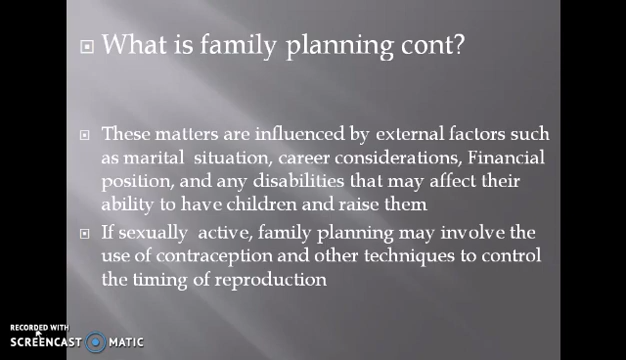 What is family planning cont?
These matters are influenced by external factors such
as marital situation, career considerations, Financial
position, and any disabilities that may affect their
ability to have children and raise them
If sexually active, family planning may involve the
use of contraception and other techniques to control
the timing of reproduction
RECORDED WITH
SCREENCAST MATIC